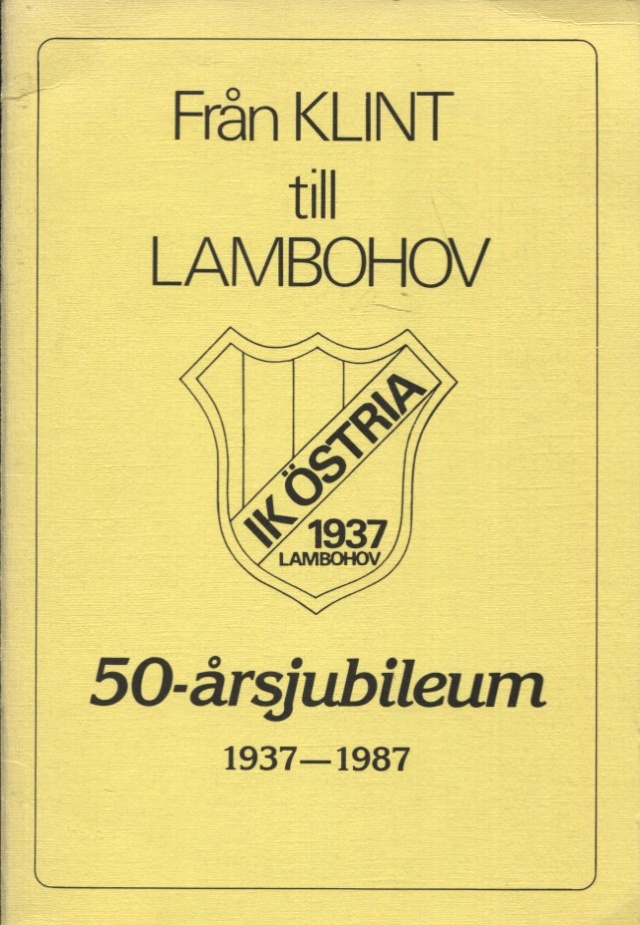 Från KLINT
till
LAMBOHOV
IK ÖSTRIA
1937
LAMBOHOV
50-årsjubileum
1937—1987